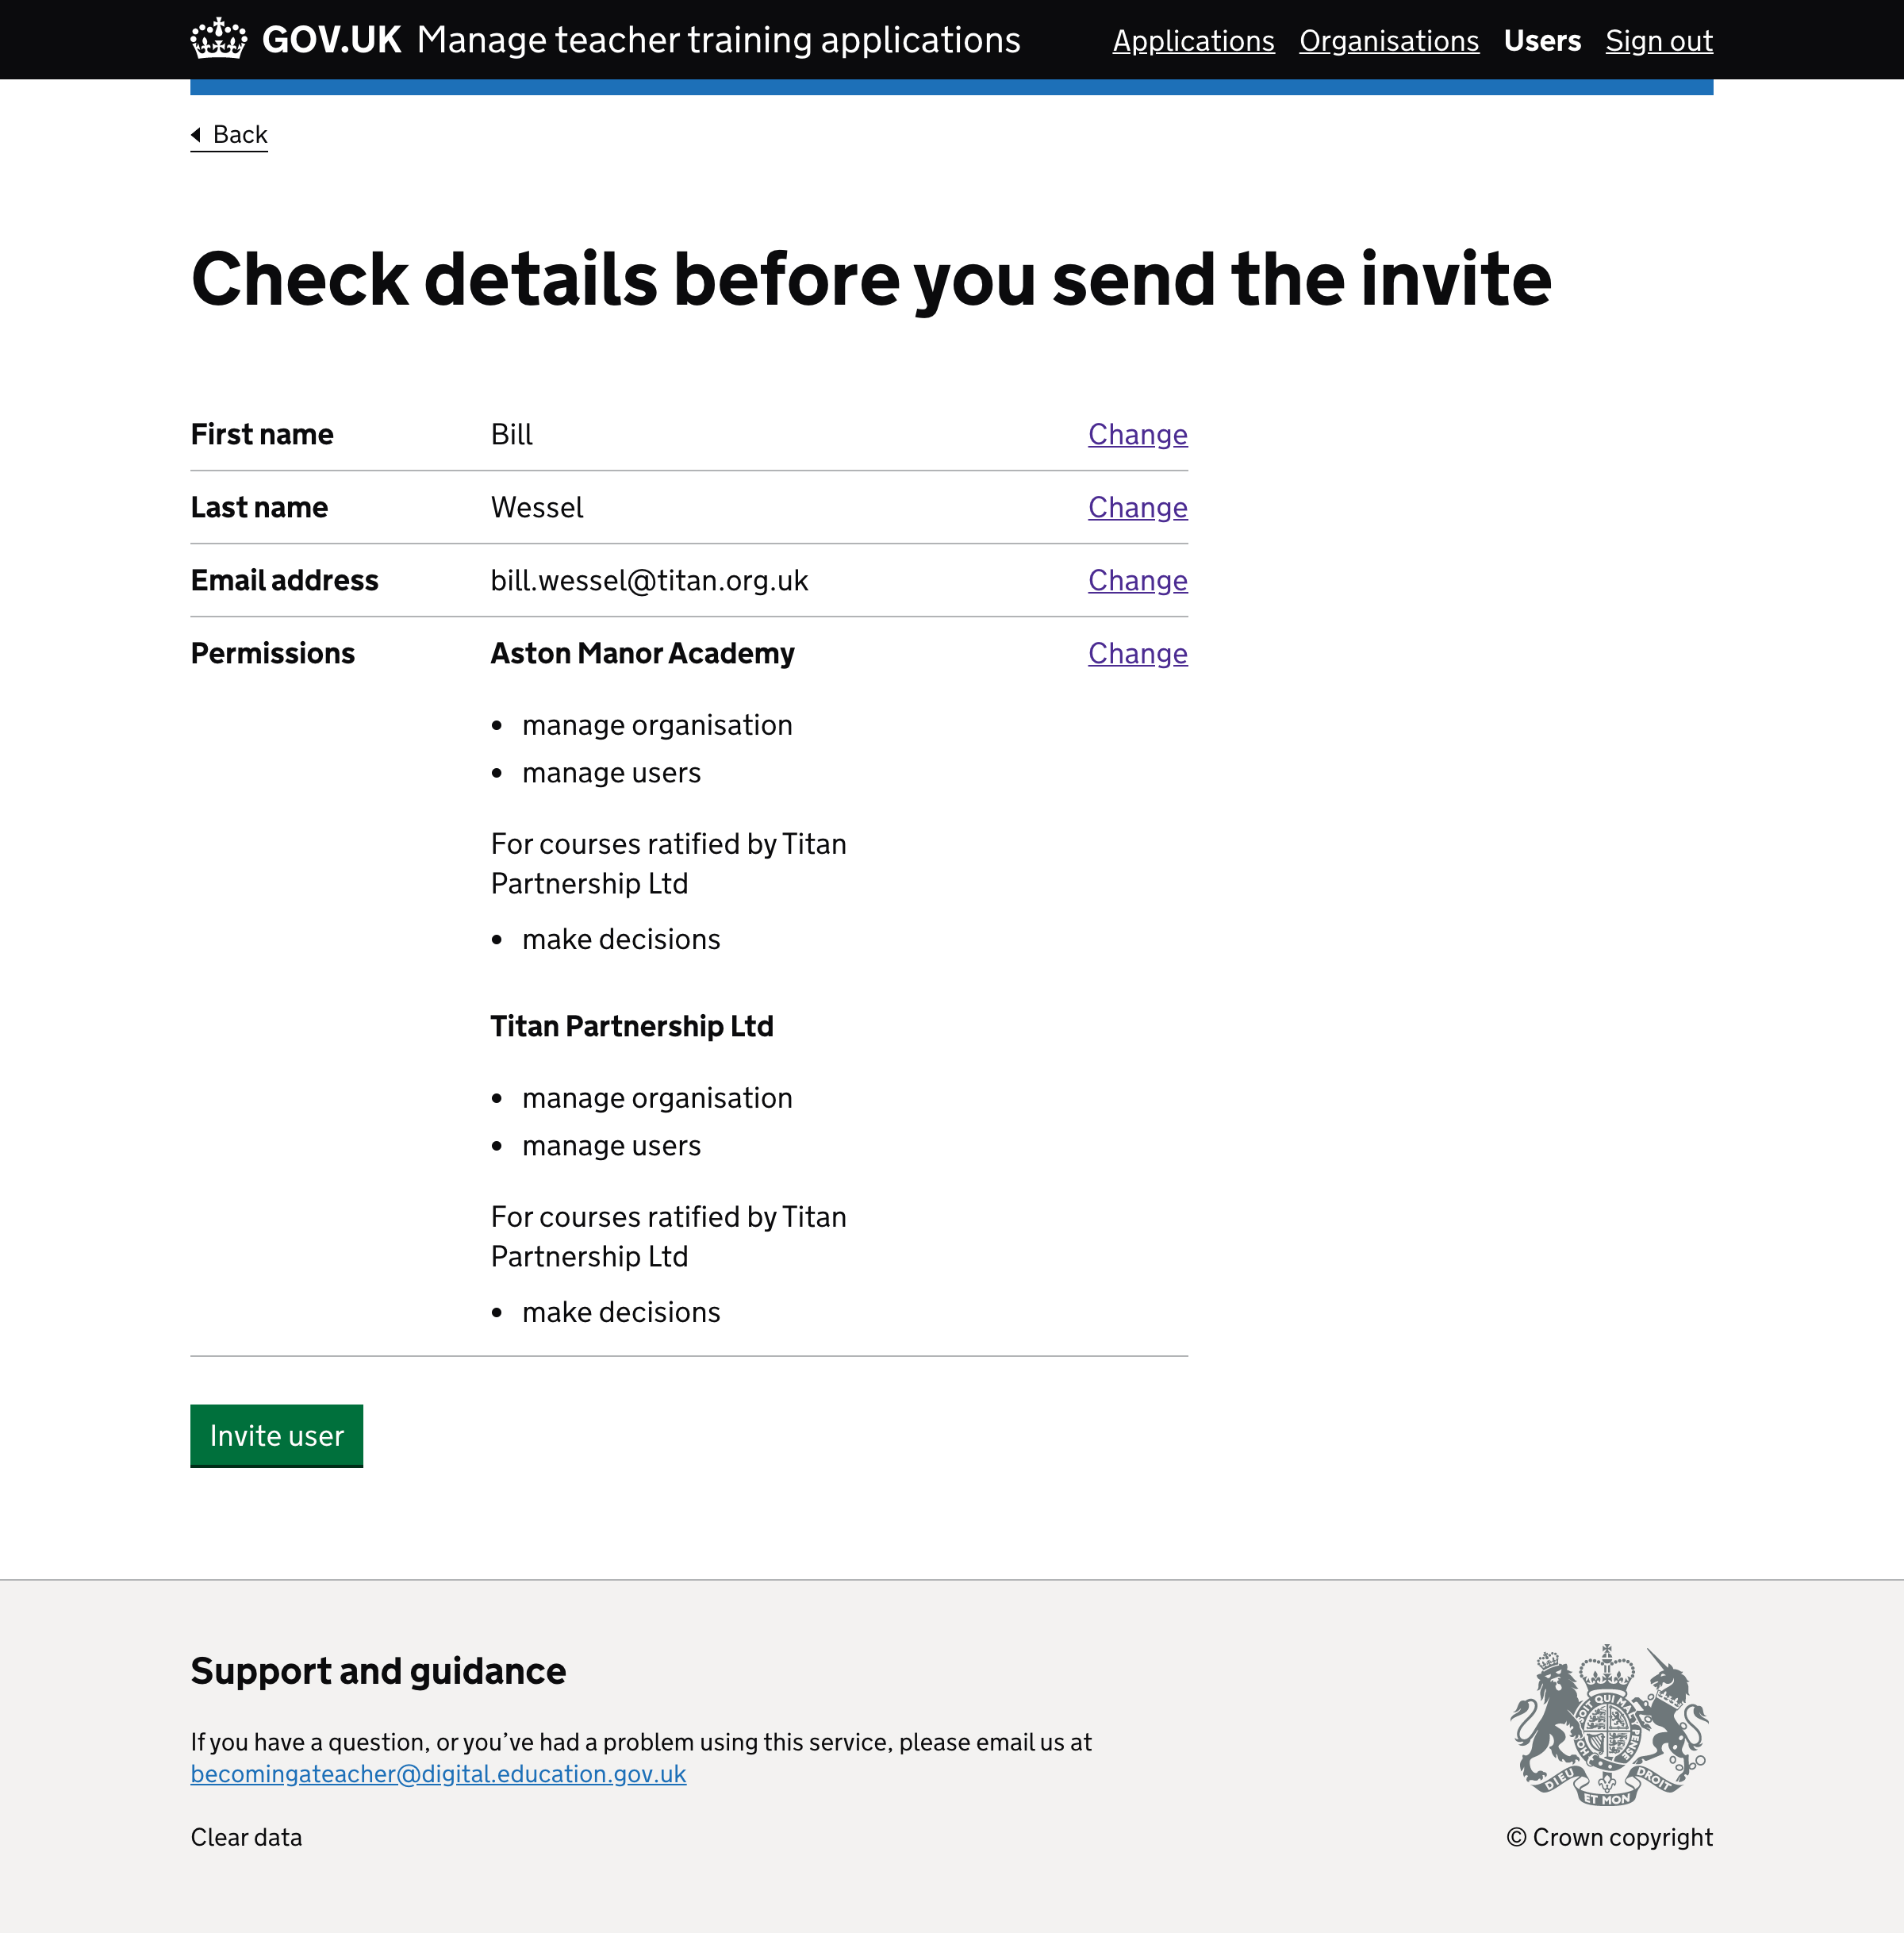 GOV.UK Manage teacher training applications Applications Organisations Users Sign out
Back
Check details before you send the invite
First name Bill Change
Last name Wessel Change
Email address bill.wessel@titan.org.uk Change
Permissions Aston Manor Academy Change
• manage organisation
• manage users
For courses ratified by Titan
Partnership Ltd
• make decisions
Titan Partnership Ltd
• manage organisation
• manage users
For courses ratified by Titan
Partnership Ltd
• make decisions
Invite user
Support and guidance
If you have a question, or you’ve had a problem using this service, please email us at
becomingateacher@digital.education.gov.uk
Clear data
DIEU ET MON DROIT
© Crown copyright